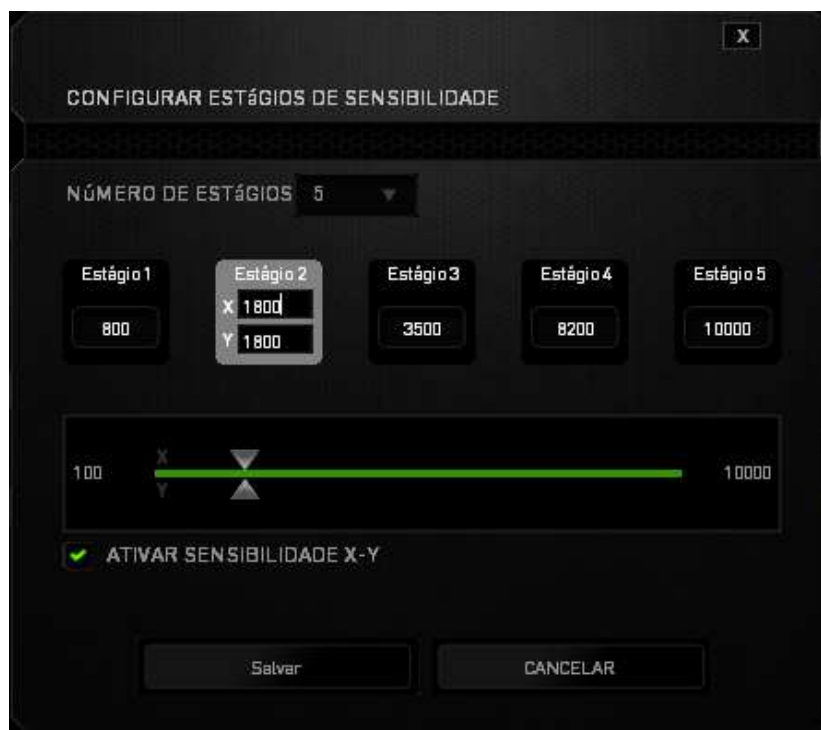 X
CONFIGURAR ESTáGIOS DE SENSIBILIDADE
NúMERO DE ESTáGIOS 5
Estágio 1 Estágio 2 Estágio 3 Estágio 4 Estágio 5
X 1800
800 3500 8200 10000
Y 1800
X
100 10000
Y
ATIVAR SENSIBILIDADE X-Y
Salvar CANCELAR